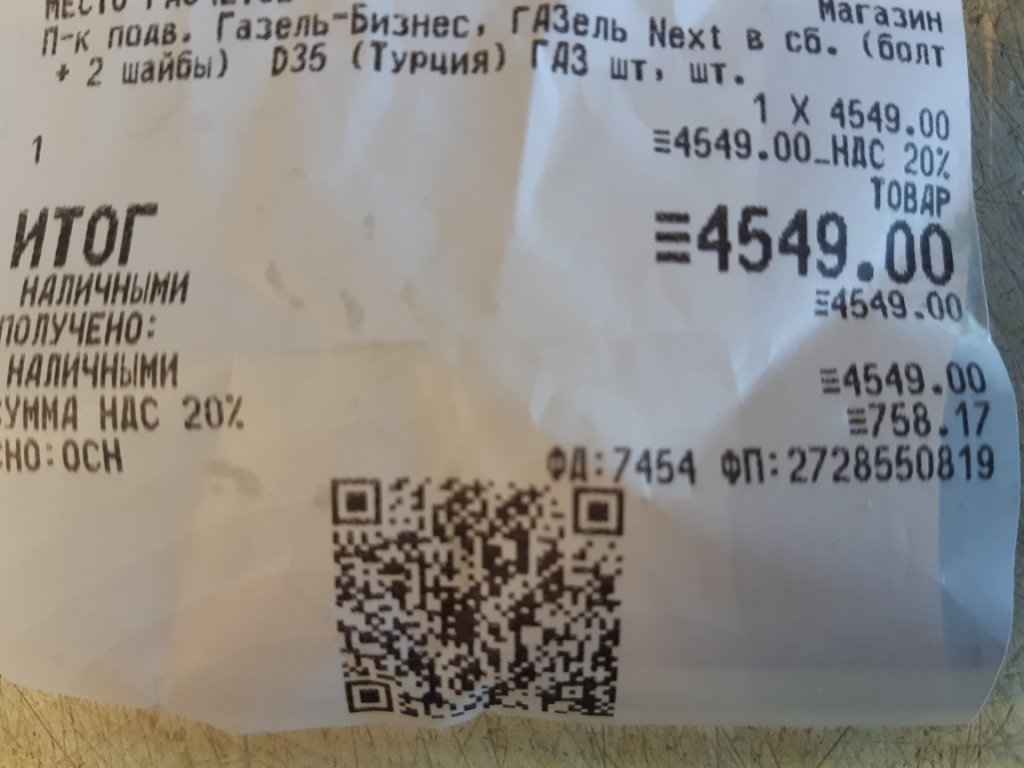 МЕСТО РАСЧЕТОВ Магазин
П-к подв. Газель-Бизнес, ГАЗель Next в сб. (болт
+ 2 шайбы) D35 (Турция) ГАЗ шт, шт.
1 X 4549.00
1 ≡4549.00_НДС 20%
ТОВАР
ИТОГ ≡4549.00
НАЛИЧНЫМИ ≡4549.00
ПОЛУЧЕНО:
НАЛИЧНЫМИ ≡4549.00
СУММА НДС 20% ≡758.17
СНО:ОСН
ФД:7454 ФП:2728550819